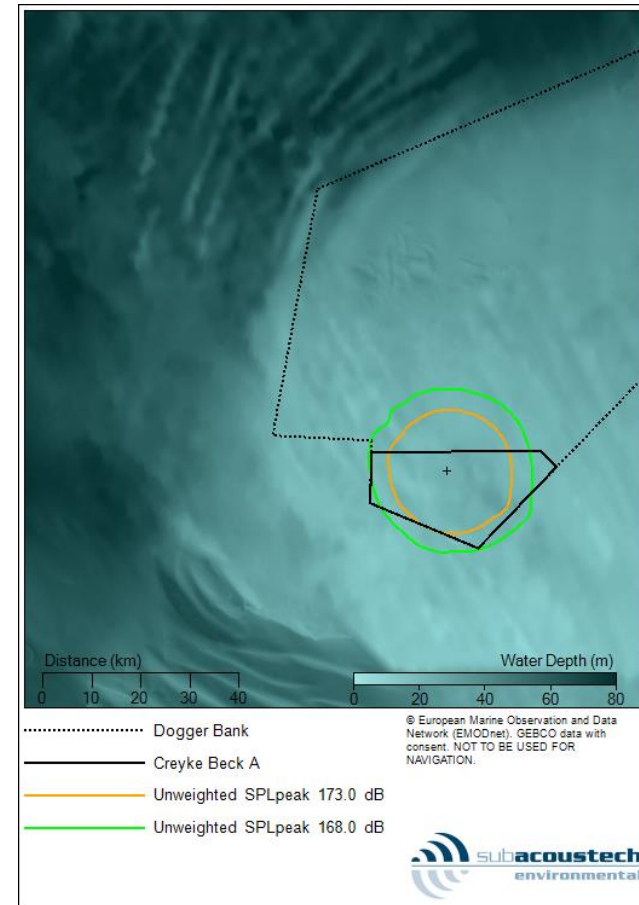 Distance (km)
0 10 20 30 40
Water Depth (m)
0 20 40 60 80
Dogger Bank
Creyke Beck A
Unweighted SPLpeak 173.0 dB
Unweighted SPLpeak 168.0 dB
© European Marine Observation and Data
Network (EMODnet). GEBCO data with
consent. NOT TO BE USED FOR
NAVIGATION.
subacoustech
environmental